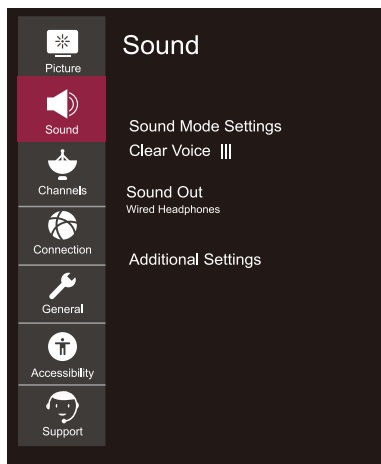 Picture
Sound
Channels
Connection
General
Accessibility
Support
Sound
Sound Mode Settings
Clear Voice |||
Sound Out
Wired Headphones
Additional Settings